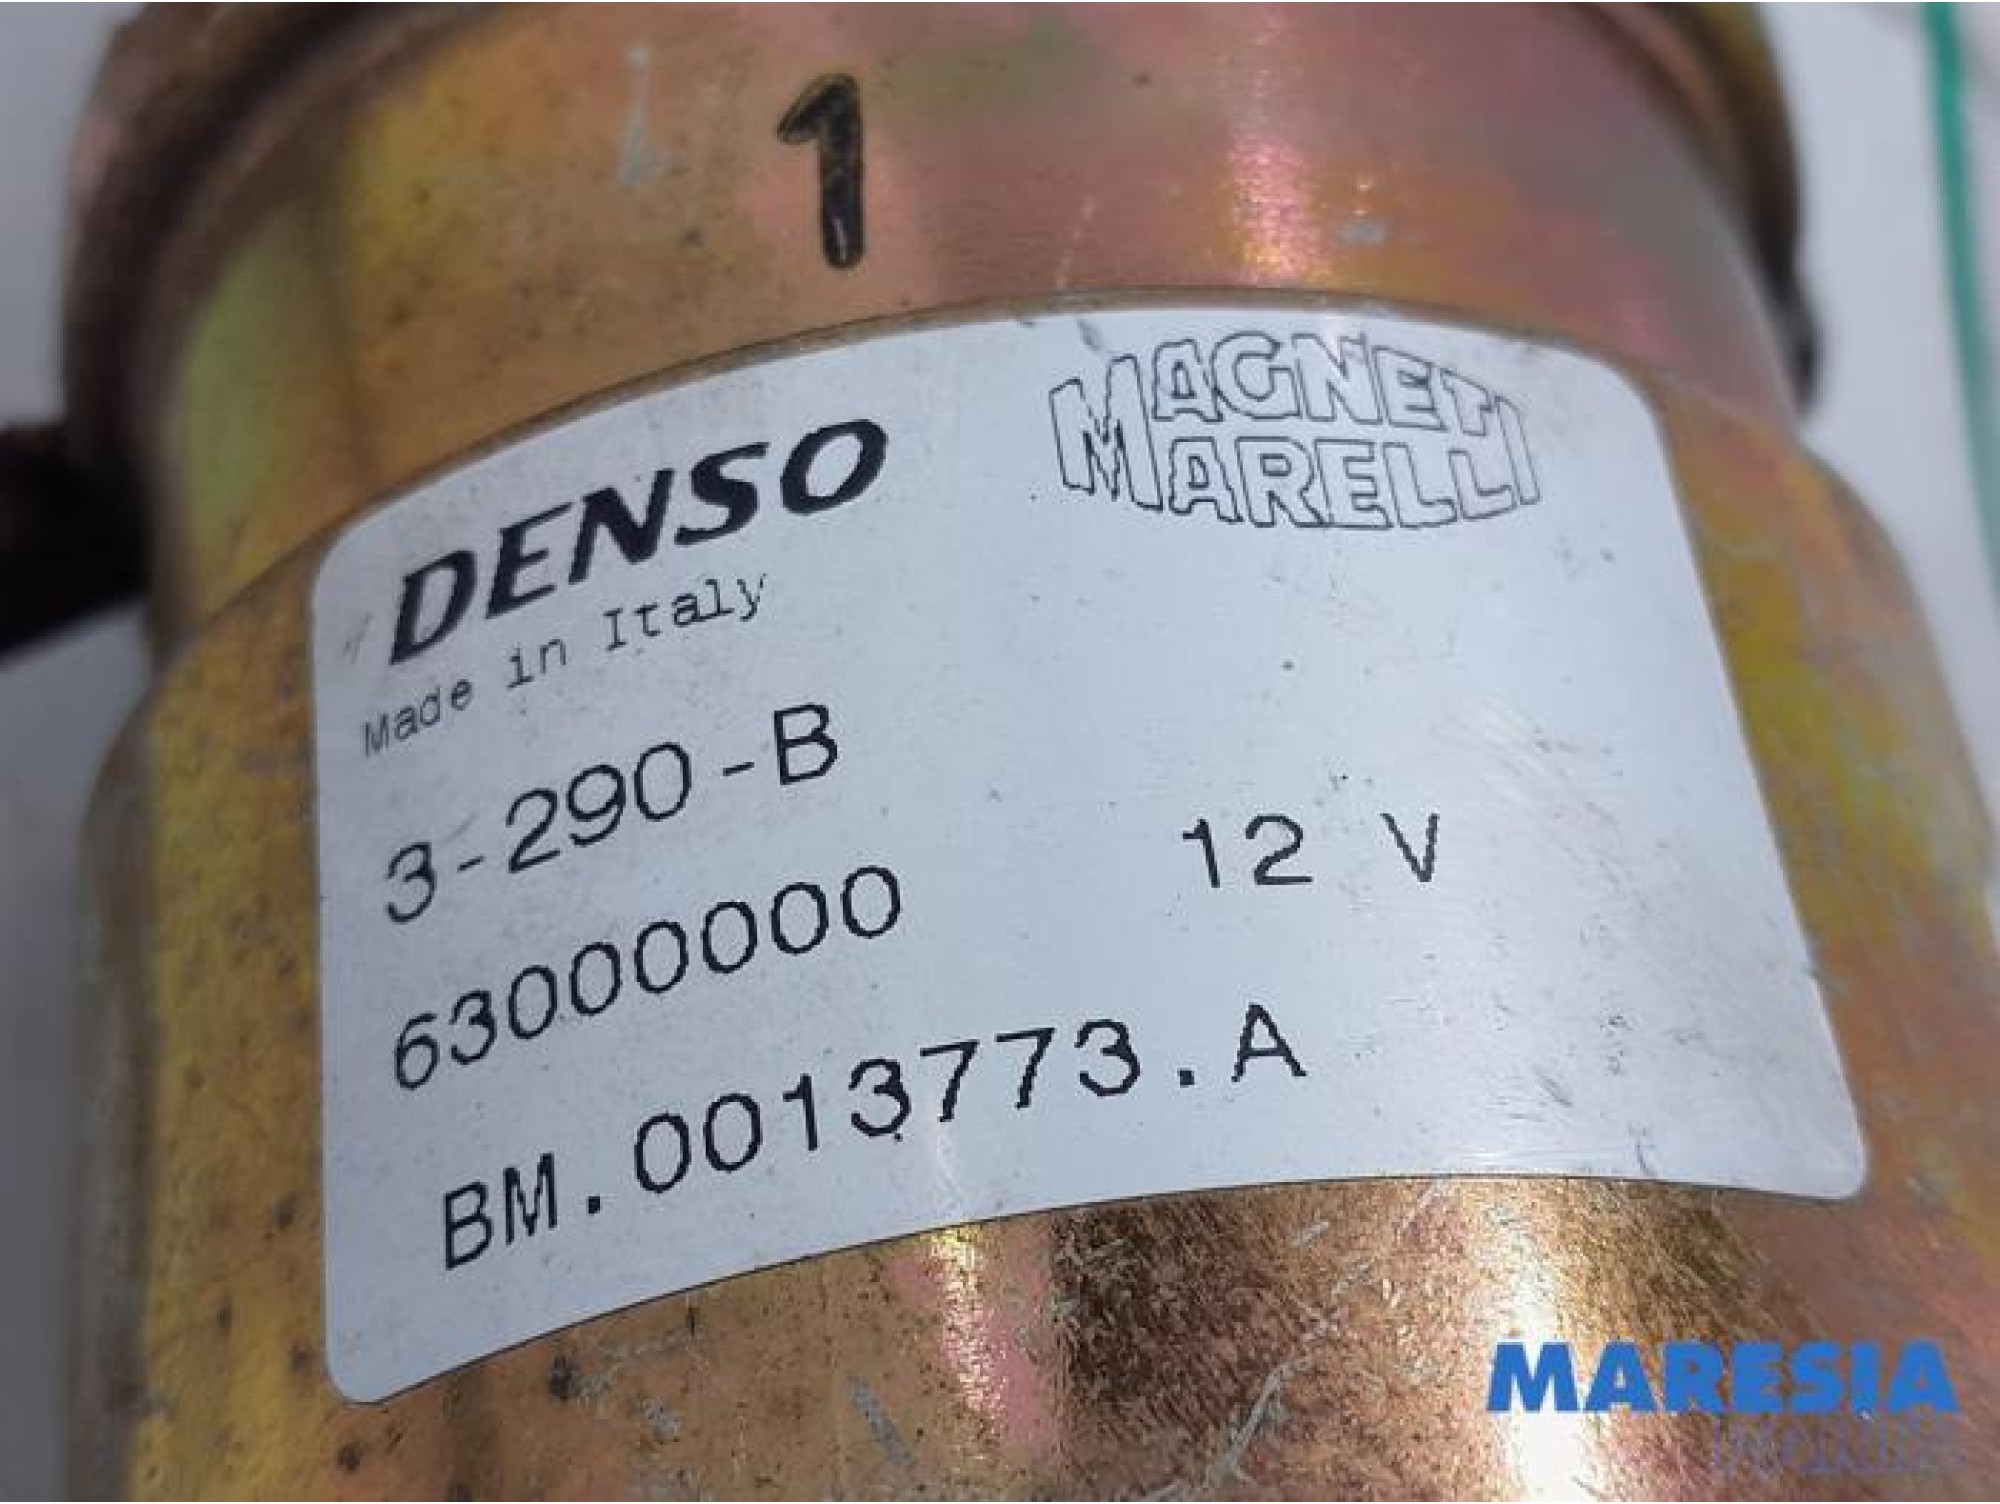 1
DENSO
MAGNETI
MARELLI
Made in Italy
3-290-B
63000000
12 V
BM.0013773.A
MARESIA